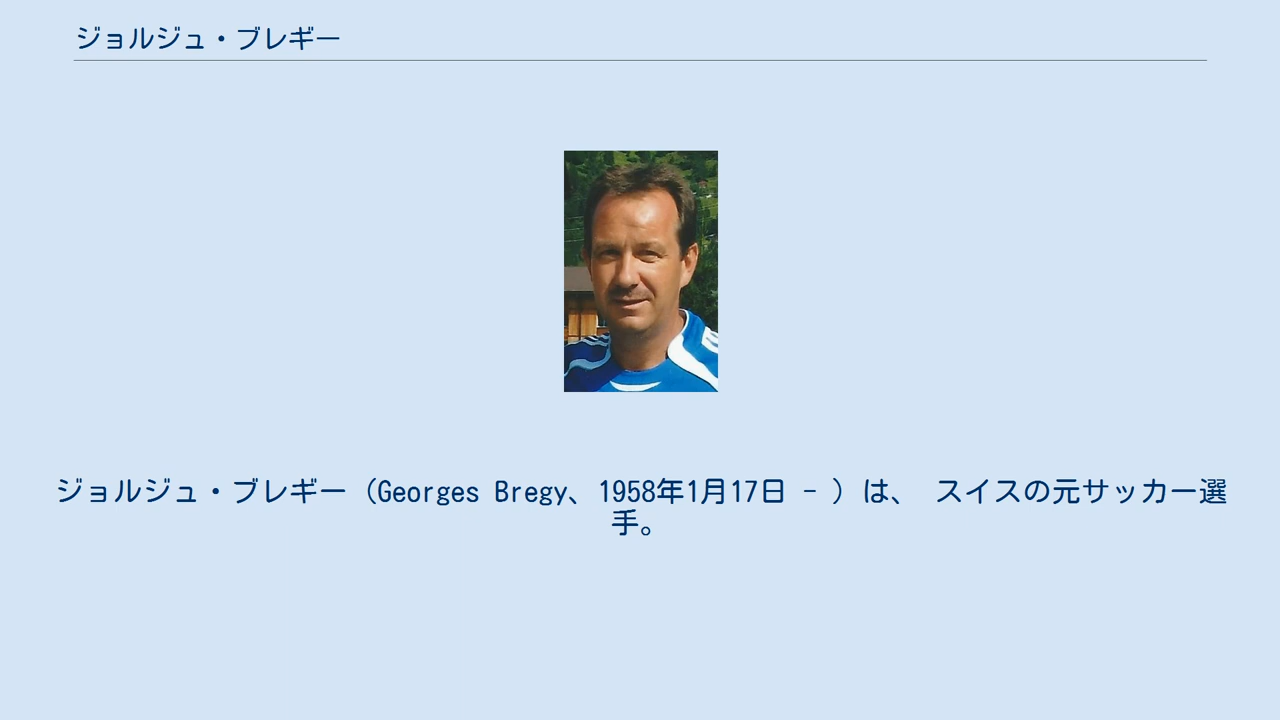 ジョルジュ・ブレギー
ジョルジュ・ブレギー（Georges Bregy、1958年1月17日 - ）は、 スイスの元サッカー選
手。